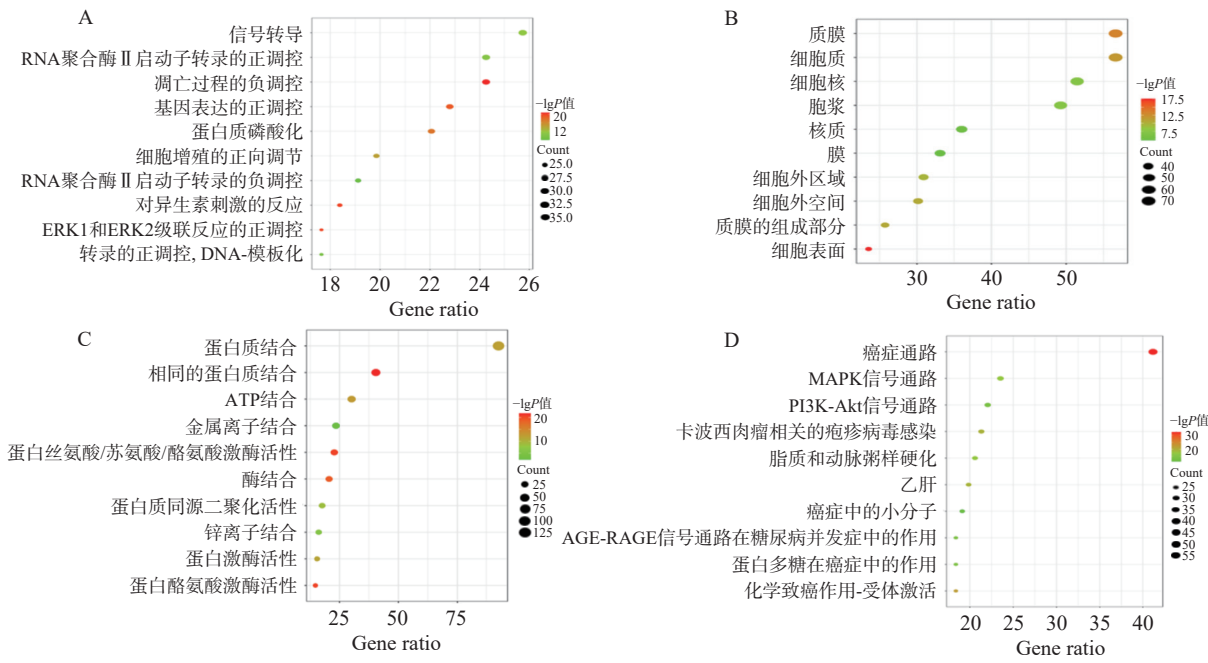 A
信号转导
RNA聚合酶Ⅱ启动子转录的正调控
凋亡过程的负调控
基因表达的正调控
蛋白质磷酸化
细胞增殖的正向调节
RNA聚合酶Ⅱ启动子转录的负调控
对异生素刺激的反应
ERK1和ERK2级联反应的正调控
转录的正调控, DNA-模板化
18 20 22 24 26
Gene ratio
−lgP值
20
12
Count
25.0
27.5
30.0
32.5
35.0
B
质膜
细胞质
细胞核
胞浆
核质
膜
细胞外区域
细胞外空间
质膜的组成部分
细胞表面
30 40 50
Gene ratio
−lgP值
17.5
12.5
7.5
Count
40
50
60
70
C
蛋白质结合
相同的蛋白质结合
ATP结合
金属离子结合
蛋白丝氨酸/苏氨酸/酪氨酸激酶活性
酶结合
蛋白质同源二聚化活性
锌离子结合
蛋白激酶活性
蛋白酪氨酸激酶活性
25 50 75
Gene ratio
−lgP值
20
10
Count
25
50
75
100
125
D
癌症通路
MAPK信号通路
PI3K-Akt信号通路
卡波西肉瘤相关的疱疹病毒感染
脂质和动脉粥样硬化
乙肝
癌症中的小分子
AGE-RAGE信号通路在糖尿病并发症中的作用
蛋白多糖在癌症中的作用
化学致癌作用-受体激活
20 25 30 35 40
Gene ratio
−lgP值
30
20
Count
25
30
35
40
45
50
55